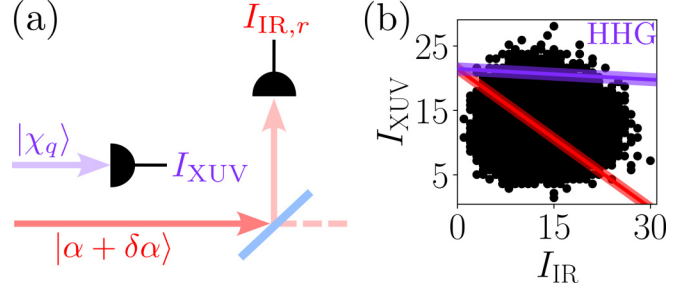 (a)
I_{IR,r}
|χ_q⟩
I_{XUV}
|α + δα⟩
(b)
HHG
I_{XUV}
25
15
5
0
15
30
I_{IR}